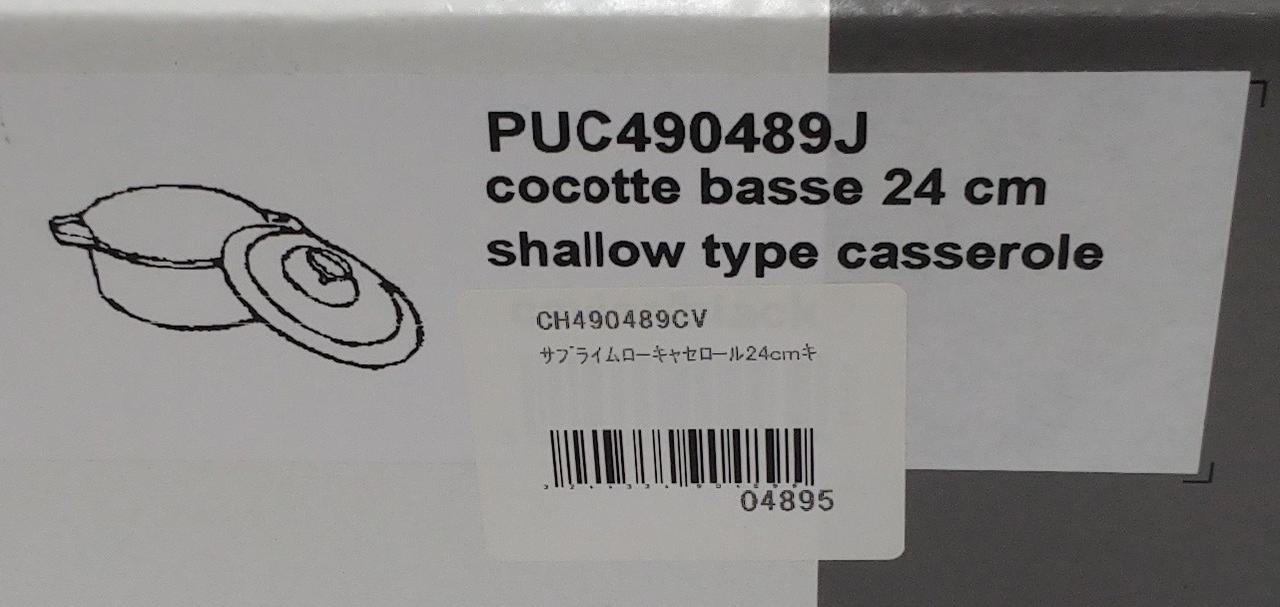 PUC490489J
cocotte basse 24 cm
shallow type casserole
CH490489CV
サブライムローキャセロール24cmキ
04895